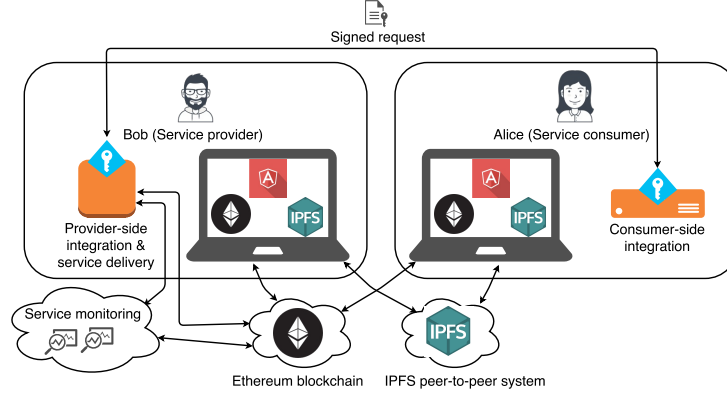 Signed request
Bob (Service provider)
Alice (Service consumer)
A
IPFS
A
IPFS
Provider-side
integration &
service delivery
Consumer-side
integration
Service monitoring
IPFS
Ethereum blockchain
IPFS peer-to-peer system